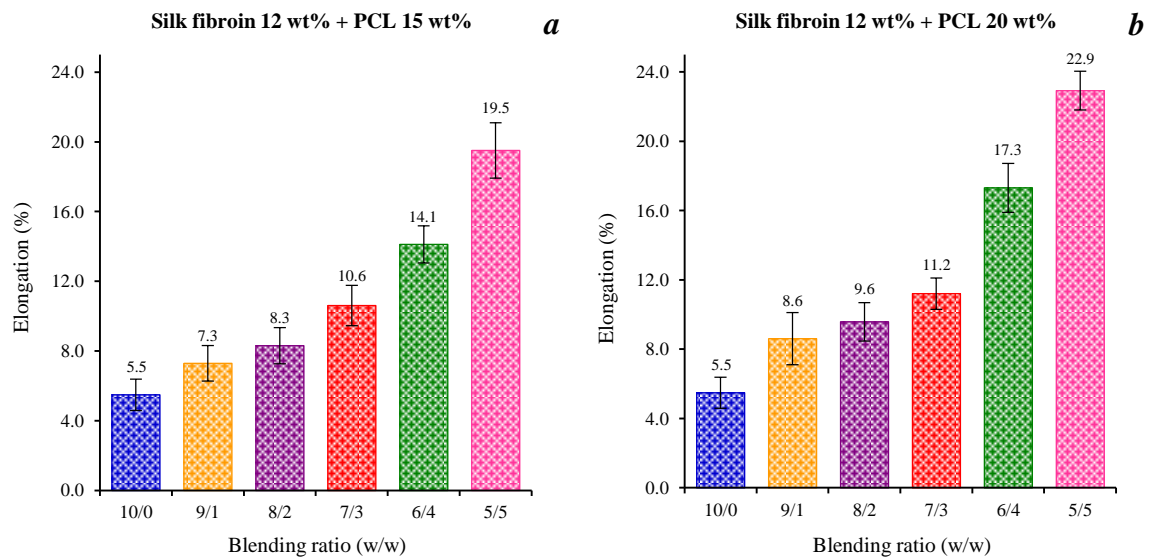 Silk fibroin 12 wt% + PCL 15 wt%
a
24.0
20.0
16.0
12.0
8.0
4.0
0.0
Elongation (%)
5.5
7.3
8.3
10.6
14.1
19.5
10/0 9/1 8/2 7/3 6/4 5/5
Blending ratio (w/w)
Silk fibroin 12 wt% + PCL 20 wt%
b
24.0
20.0
16.0
12.0
8.0
4.0
0.0
Elongation (%)
5.5
8.6
9.6
11.2
17.3
22.9
10/0 9/1 8/2 7/3 6/4 5/5
Blending ratio (w/w)